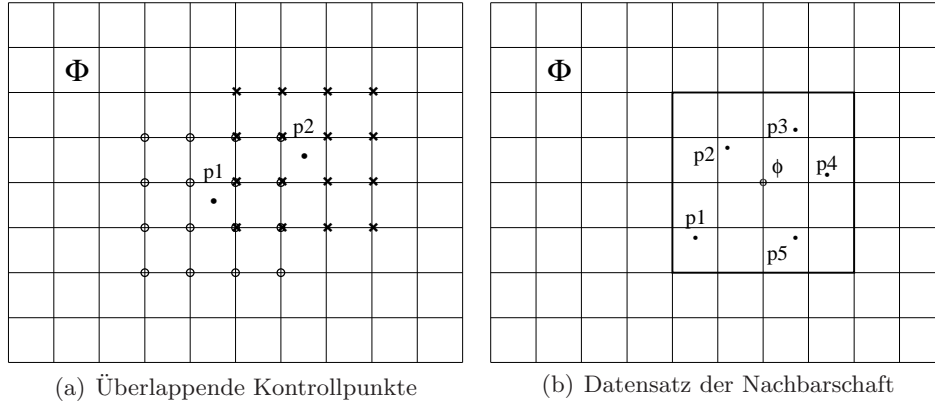 Φ
p2
p1
(a) Überlappende Kontrollpunkte
Φ
p3
p2
ϕ
p4
p1
p5
(b) Datensatz der Nachbarschaft